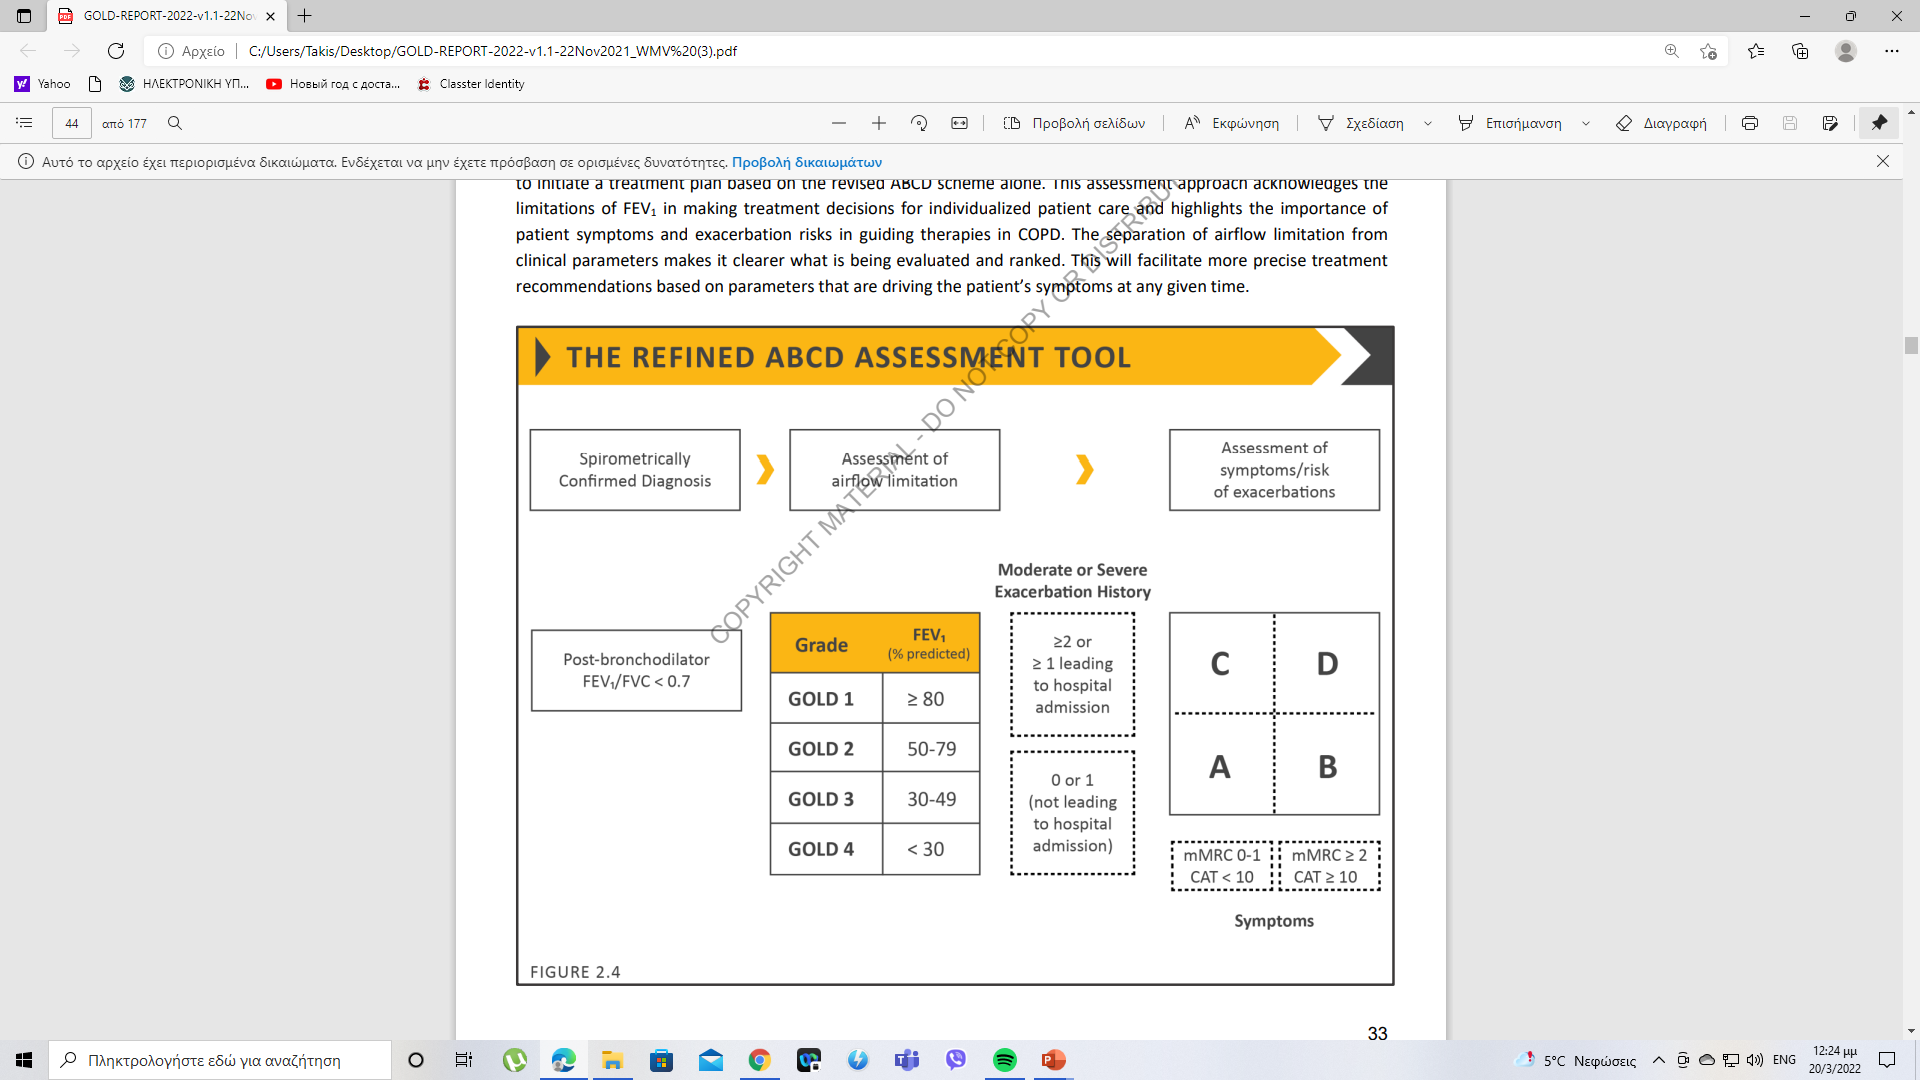 GOLD-REPORT-2022-v1.1-22Nov
Αρχείο
C:/Users/Takis/Desktop/GOLD-REPORT-2022-v1.1-22Nov2021_WMV%20(3).pdf
Yahoo
ΗΛΕΚΤΡΟΝΙΚΗ ΥΠ...
Новый год с доста...
Classter Identity
44
από 177
Προβολή σελίδων
Εκφώνηση
Σχεδίαση
Επισήμανση
Διαγραφή
Αυτό το αρχείο έχει περιορισμένα δικαιώματα. Ενδέχεται να μην έχετε πρόσβαση σε ορισμένες δυνατότητες. Προβολή δικαιωμάτων
to initiate a treatment plan based on the revised ABCD scheme alone. This assessment approach acknowledges the
limitations of FEV₁ in making treatment decisions for individualized patient care and highlights the importance of
patient symptoms and exacerbation risks in guiding therapies in COPD. The separation of airflow limitation from
clinical parameters makes it clearer what is being evaluated and ranked. This will facilitate more precise treatment
recommendations based on parameters that are driving the patient's symptoms at any given time.
COPYRIGHT MATERIAL - DO NOT COPY OR DISTRIBUT
THE REFINED ABCD ASSESSMENT TOOL
Spirometrically
Confirmed Diagnosis
Assessment of
airflow limitation
Assessment of
symptoms/risk
of exacerbations
Post-bronchodilator
FEV₁/FVC < 0.7
Grade
FEV₁
(% predicted)
GOLD 1
≥ 80
GOLD 2
50-79
GOLD 3
30-49
GOLD 4
< 30
Moderate or Severe
Exacerbation History
≥2 or
≥ 1 leading
to hospital
admission
0 or 1
(not leading
to hospital
admission)
C
D
A
B
mMRC 0-1
CAT < 10
mMRC ≥ 2
CAT ≥ 10
Symptoms
FIGURE 2.4
33
Πληκτρολογήστε εδώ για αναζήτηση
5°C Νεφώσεις
ENG
12:24 μμ
20/3/2022